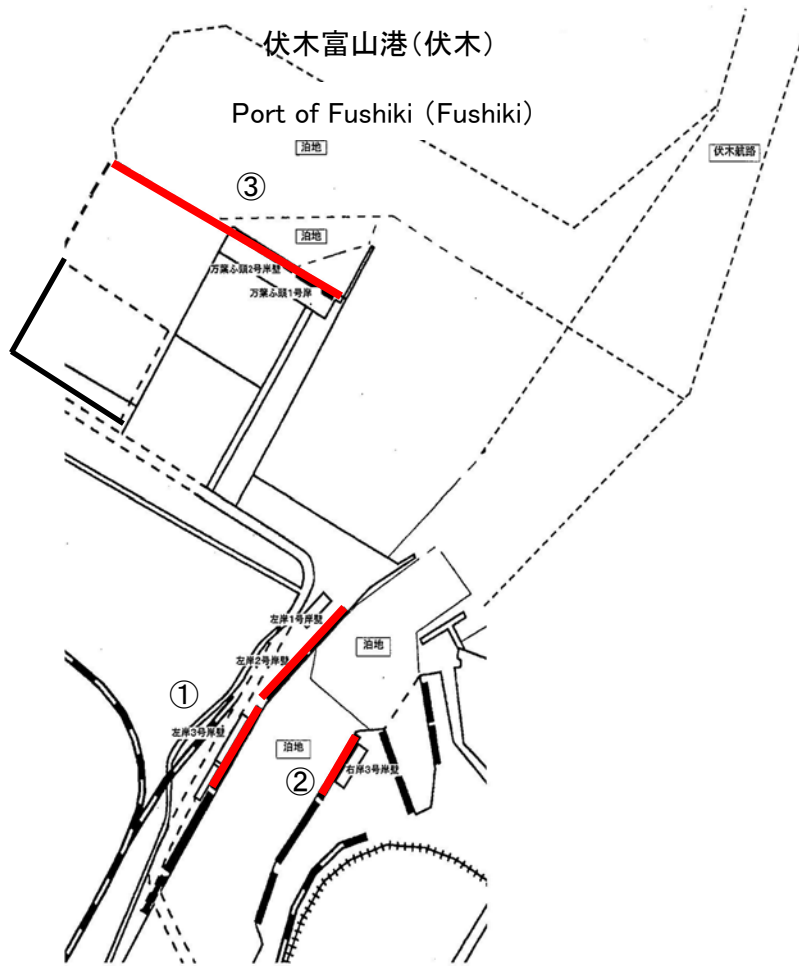 伏木富山港(伏木)
Port of Fushiki (Fushiki)
泊地
伏木航路
③
泊地
万葉ふ頭2号岸壁
万葉ふ頭1号岸
左岸1号岸壁
泊地
左岸2号岸壁
①
左岸3号岸壁
泊地
右岸3号岸壁
②